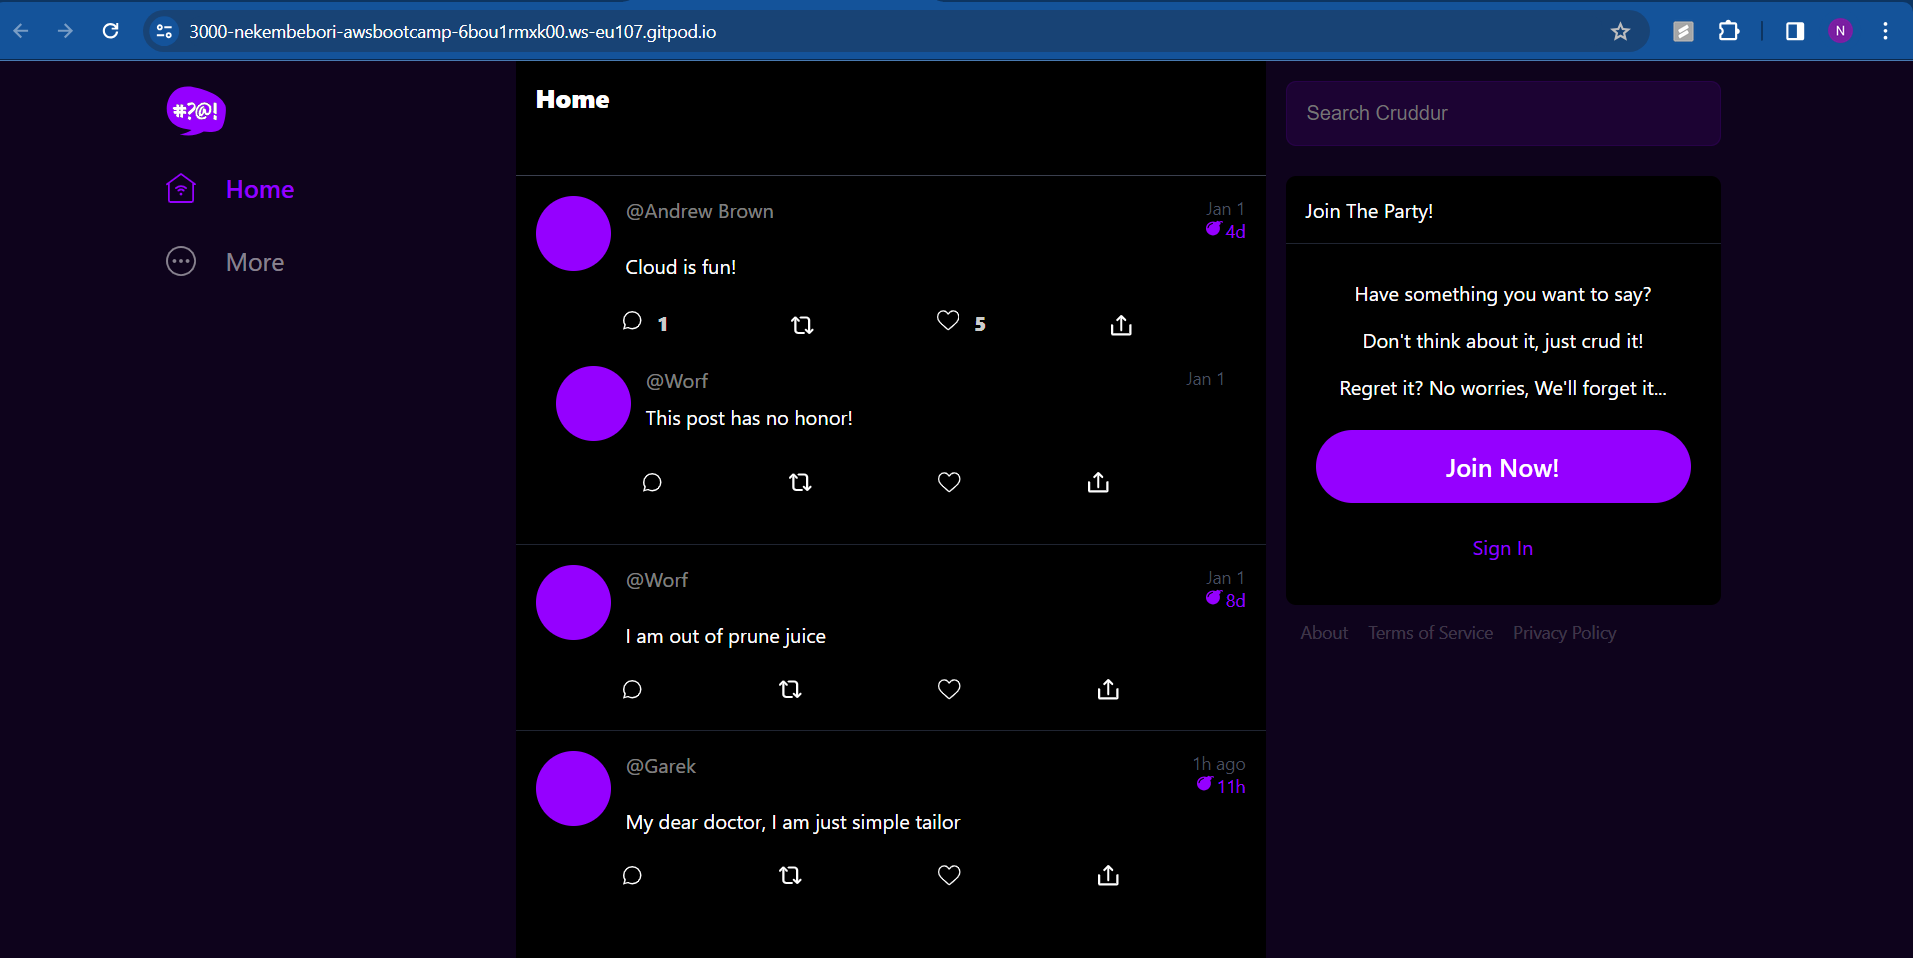 3000-nekembebori-awsbootcamp-6bou1rmxk00.ws-eu107.gitpod.io
N
#?@!
Home
More
Home
@Andrew Brown
Jan 1
4d
Cloud is fun!
1
5
@Worf
Jan 1
This post has no honor!
@Worf
Jan 1
8d
I am out of prune juice
@Garek
1h ago
11h
My dear doctor, I am just simple tailor
Search Cruddur
Join The Party!
Have something you want to say?
Don't think about it, just crud it!
Regret it? No worries, We'll forget it...
Join Now!
Sign In
About Terms of Service Privacy Policy